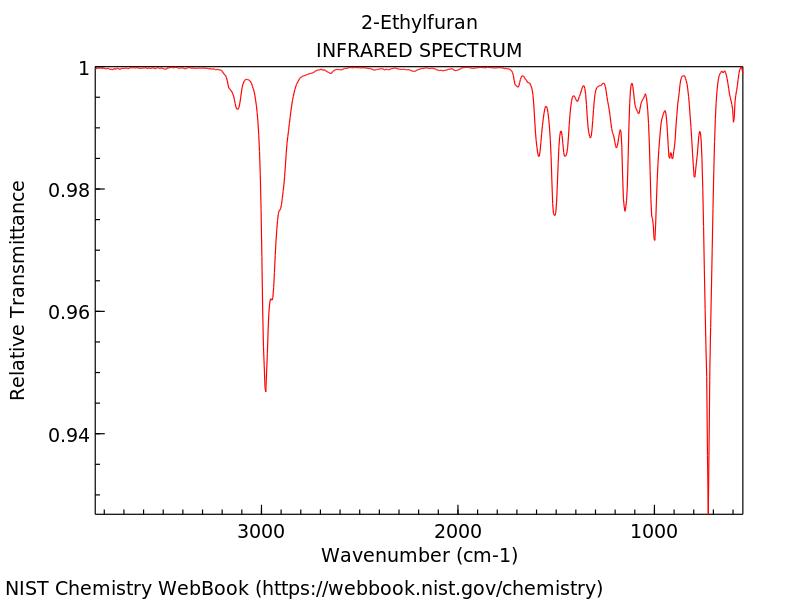 2-Ethylfuran
INFRARED SPECTRUM
1
0.98
0.96
0.94
Relative Transmittance
3000 2000 1000
Wavenumber (cm-1)
NIST Chemistry WebBook (https://webbook.nist.gov/chemistry)